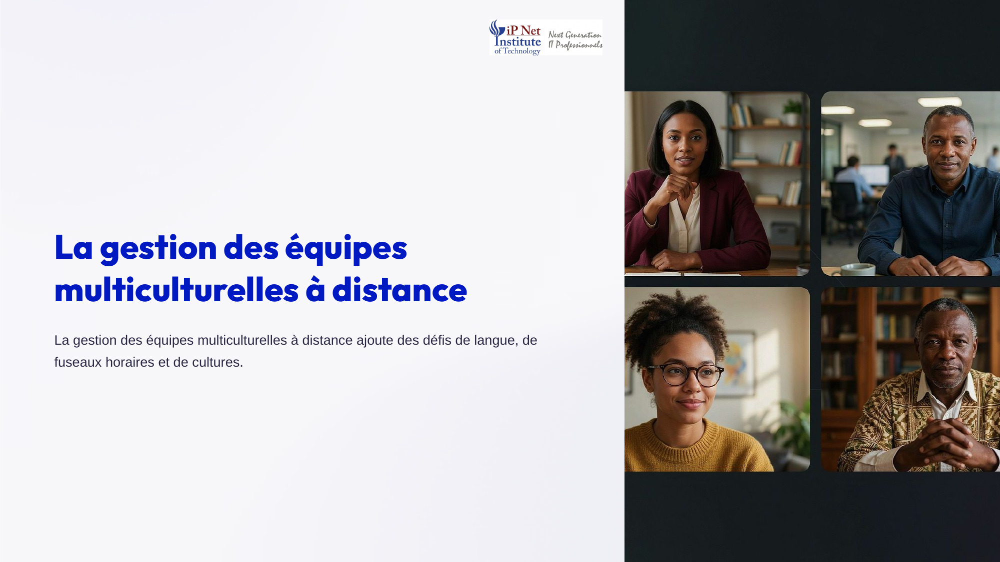 iP Net
Institute
of Technology
Next Generation
IT Professionnels
La gestion des équipes
multiculturelles à distance
La gestion des équipes multiculturelles à distance ajoute des défis de langue, de
fuseaux horaires et de cultures.